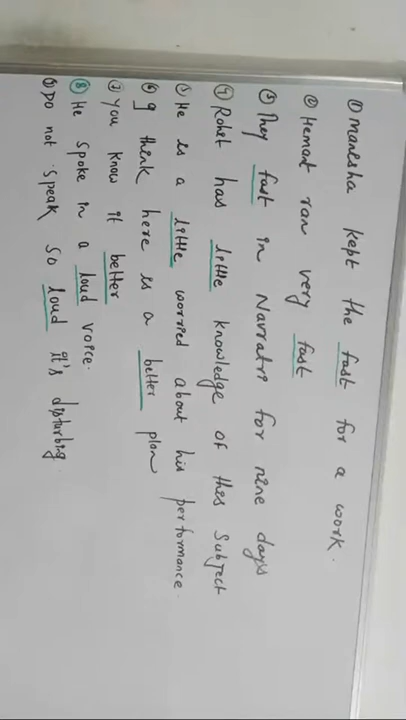 ① Manisha kept the fast for a work.
② Hemant ran very fast
③ They fast in Navratri for nine days
④ Rohit has little knowledge of this subject
⑤ He is a little worried about his performance.
⑥ I think here is a better plan
⑦ You know it better
⑧ He spoke in a loud voice.
⑨ Do not speak so loud it's disturbing.